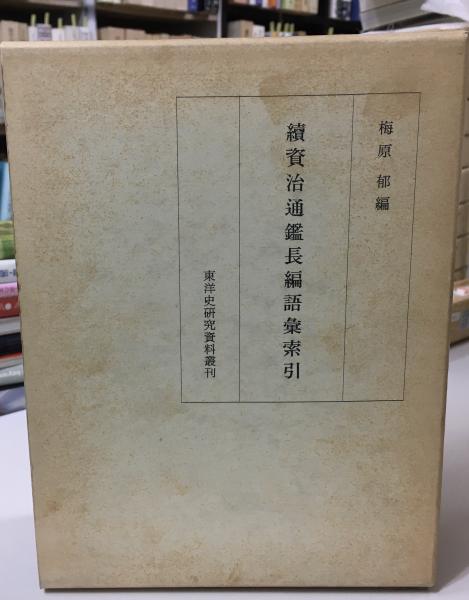 梅原 郁編
續資治通鑑長編語彙索引
東洋史硏究資料叢刊